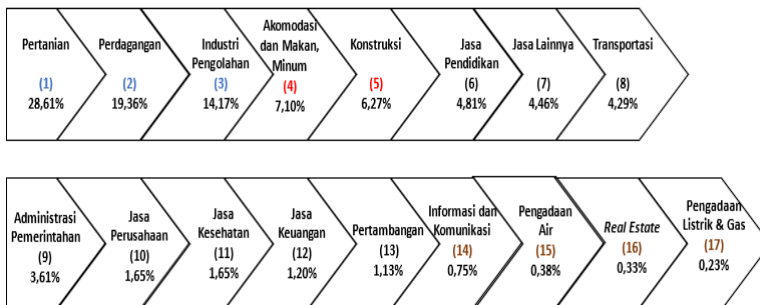 Pertanian
(1)
28,61%
Perdagangan
(2)
19,36%
Industri
Pengolahan
(3)
14,17%
Akomodasi
dan Makan,
Minum
(4)
7,10%
Konstruksi
(5)
6,27%
Jasa
Pendidikan
(6)
4,81%
Jasa Lainnya
(7)
4,46%
Transportasi
(8)
4,29%
Administrasi
Pemerintahan
(9)
3,61%
Jasa
Perusahaan
(10)
1,65%
Jasa
Kesehatan
(11)
1,65%
Jasa
Keuangan
(12)
1,20%
Pertambangan
(13)
1,13%
Informasi dan
Komunikasi
(14)
0,75%
Pengadaan
Air
(15)
0,38%
Real Estate
(16)
0,33%
Pengadaan
Listrik & Gas
(17)
0,23%